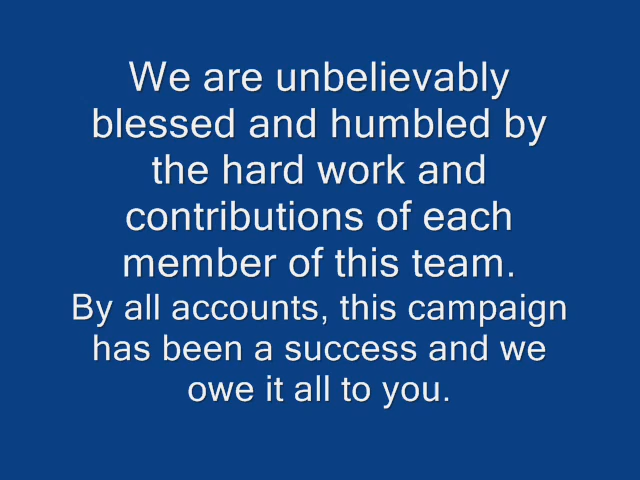 We are unbelievably
blessed and humbled by
the hard work and
contributions of each
member of this team.
By all accounts, this campaign
has been a success and we
owe it all to you.